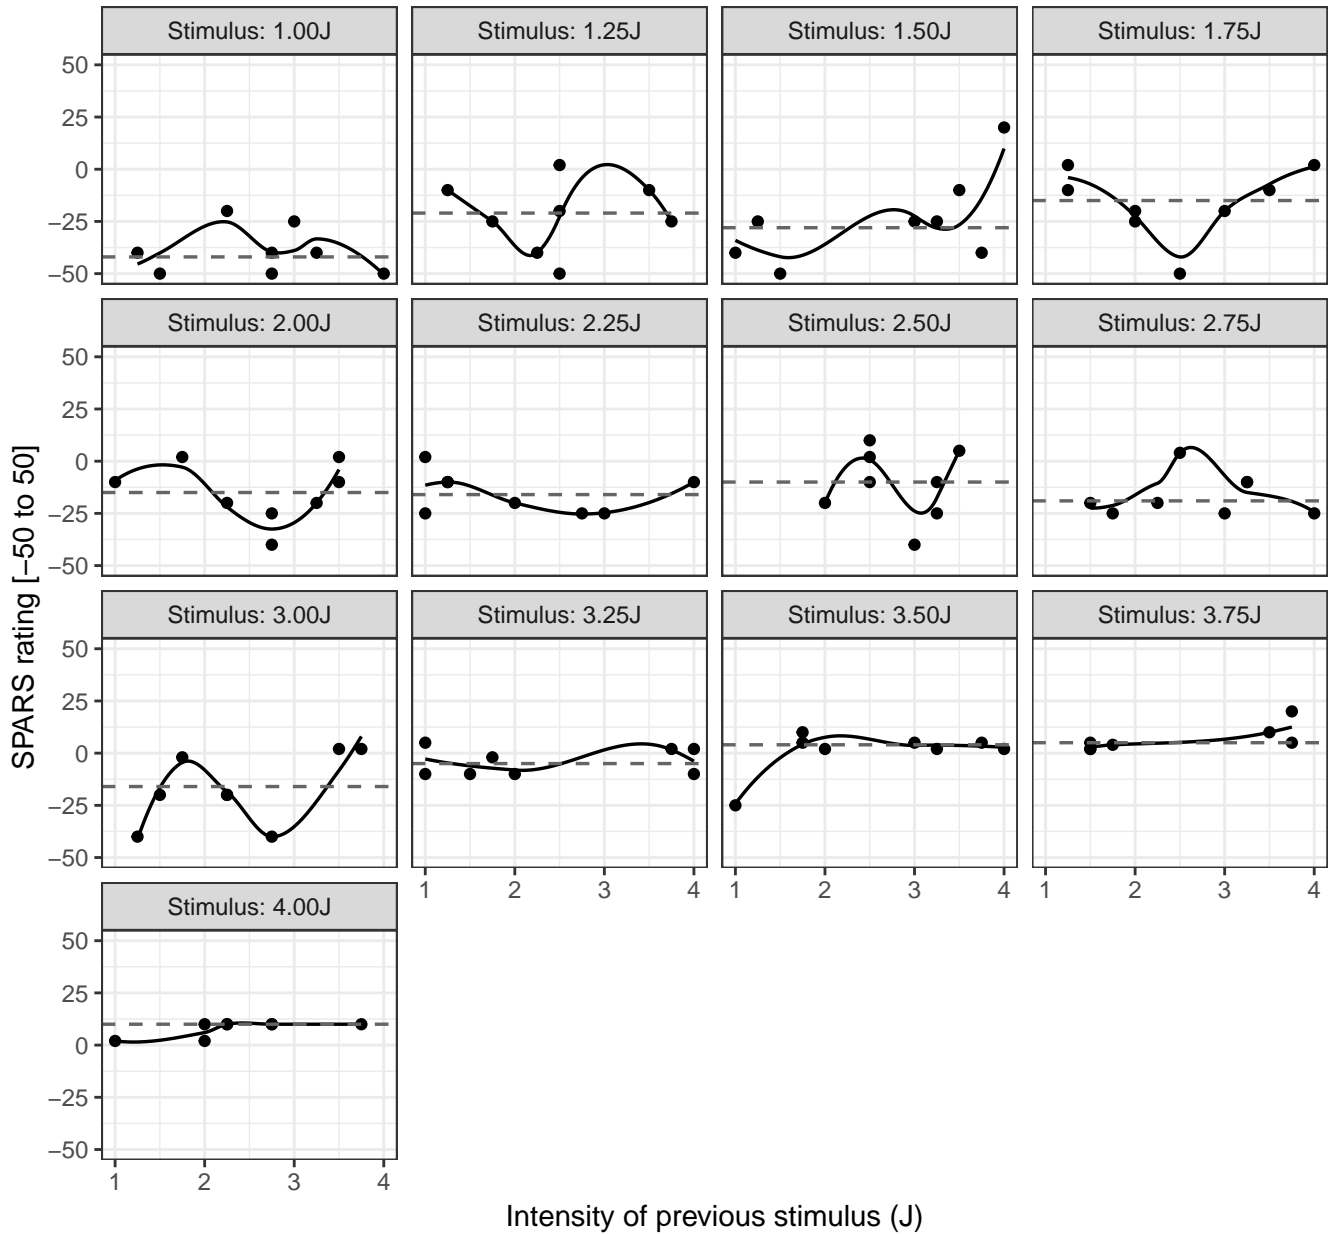 Stimulus: 1.00J
Stimulus: 1.25J
Stimulus: 1.50J
Stimulus: 1.75J
50
25
0
−25
−50
Stimulus: 2.00J
Stimulus: 2.25J
Stimulus: 2.50J
Stimulus: 2.75J
50
25
0
−25
−50
SPARS rating [−50 to 50]
Stimulus: 3.00J
Stimulus: 3.25J
Stimulus: 3.50J
Stimulus: 3.75J
50
25
0
−25
−50
1 2 3 4
1 2 3 4
1 2 3 4
Stimulus: 4.00J
50
25
0
−25
−50
1 2 3 4
Intensity of previous stimulus (J)